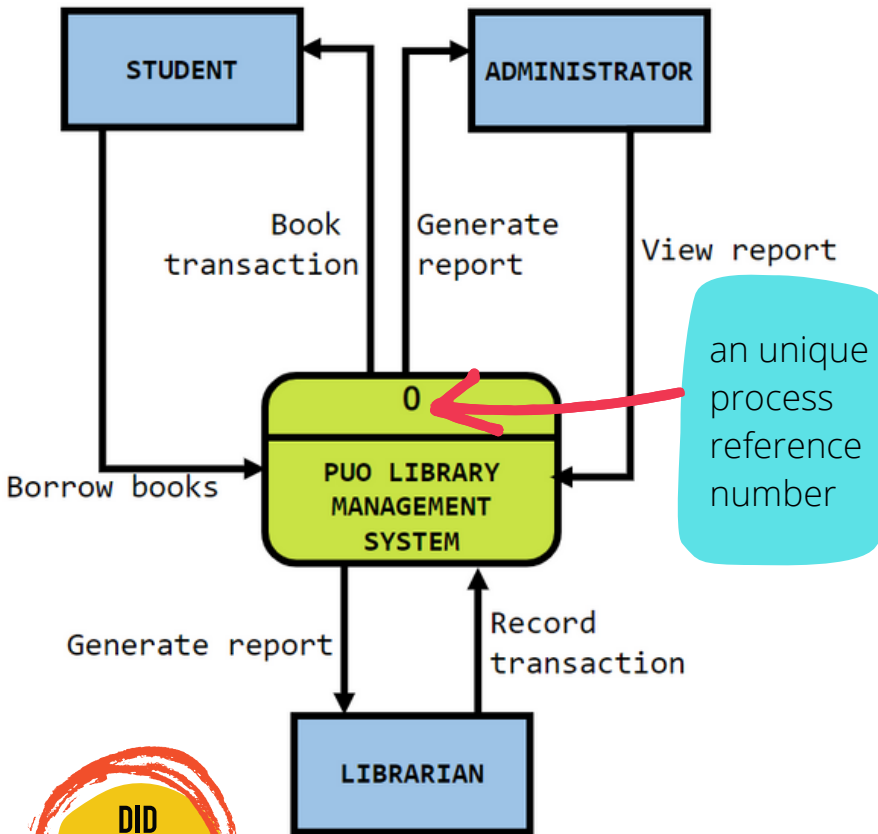 STUDENT
ADMINISTRATOR
Book
transaction
Generate
report
View report
an unique
process
reference
number
0
PUO LIBRARY
MANAGEMENT
SYSTEM
Borrow books
Generate report
Record
transaction
LIBRARIAN
DID